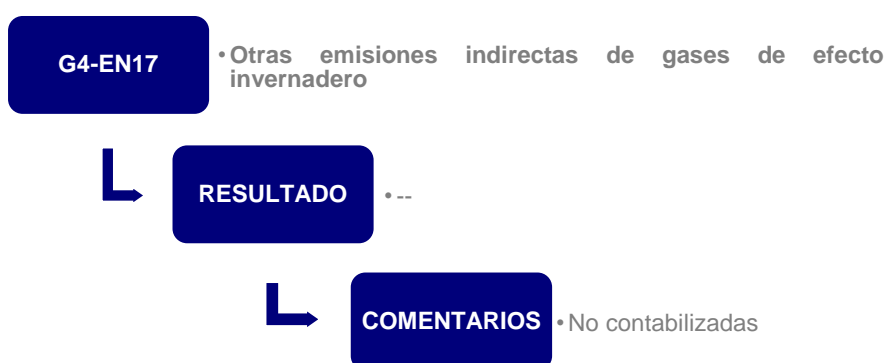 G4-EN17
• Otras emisiones indirectas de gases de efecto
invernadero
RESULTADO
• --
COMENTARIOS
• No contabilizadas